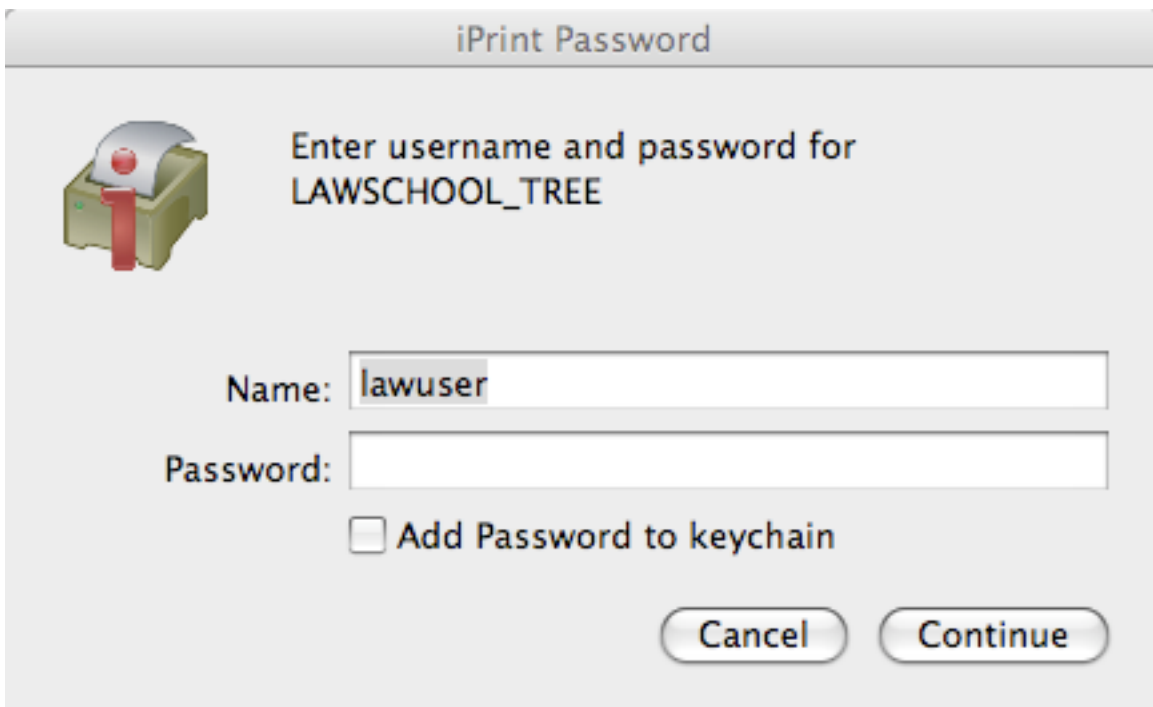 iPrint Password
Enter username and password for
LAWSCHOOL_TREE
Name: lawuser
Password:
Add Password to keychain
Cancel Continue